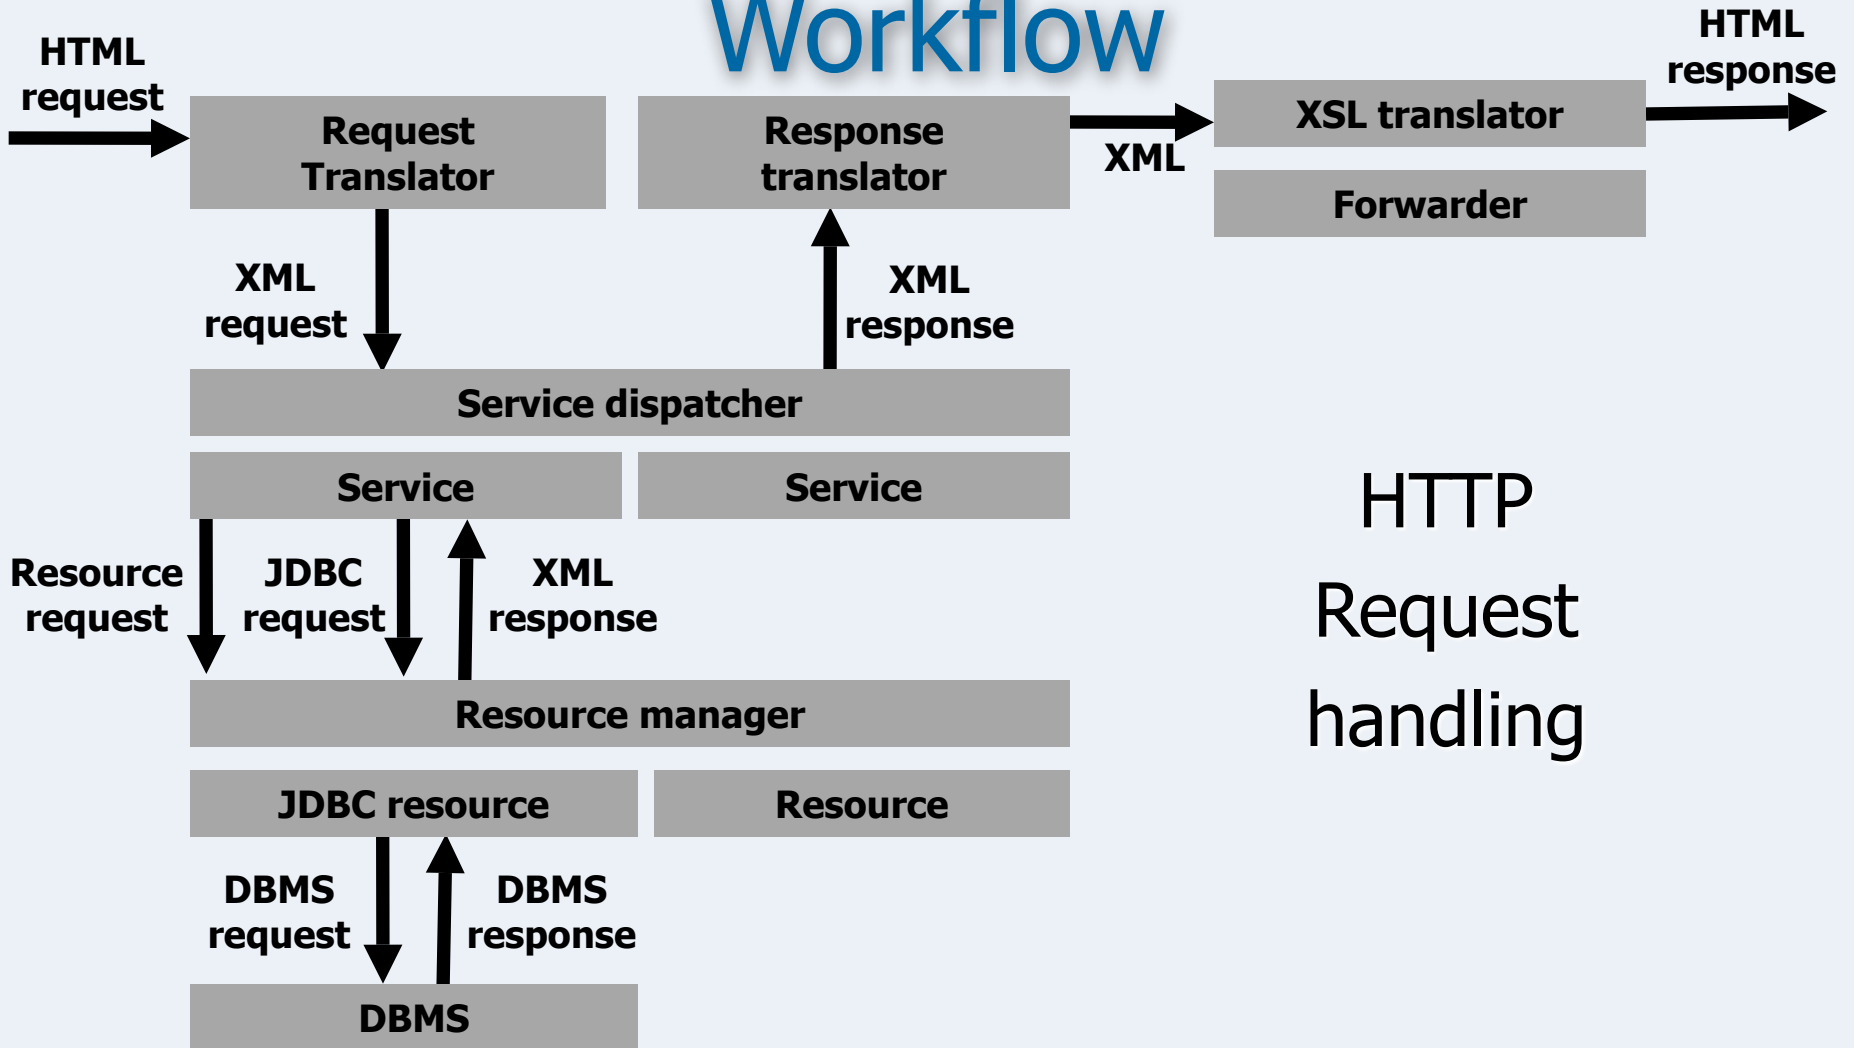 Workflow
HTML
request
HTML
response
Request
Translator
Response
translator
XML
XSL translator
Forwarder
XML
request
XML
response
Service dispatcher
Service
Service
Resource
request
JDBC
request
XML
response
HTTP
Request
handling
Resource manager
JDBC resource
Resource
DBMS
request
DBMS
response
DBMS